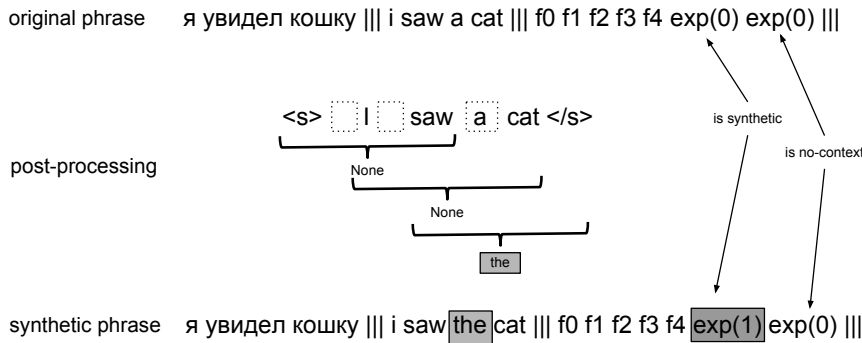 original phrase я увидел кошку ||| i saw a cat ||| f0 f1 f2 f3 f4 exp(0) exp(0) |||
<s> I saw a cat </s>
is synthetic
is no-context
post-processing
None
None
the
synthetic phrase я увидел кошку ||| i saw the cat ||| f0 f1 f2 f3 f4 exp(1) exp(0) |||